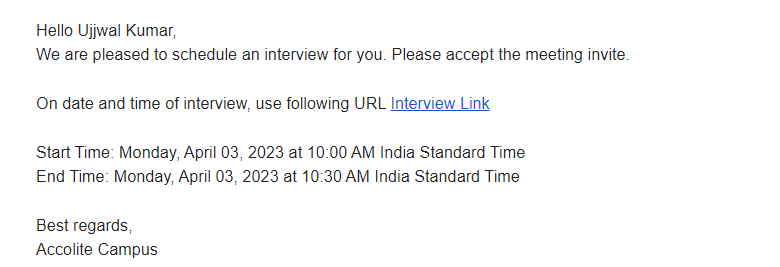 Hello Ujjwal Kumar,
We are pleased to schedule an interview for you. Please accept the meeting invite.
On date and time of interview, use following URL Interview Link
Start Time: Monday, April 03, 2023 at 10:00 AM India Standard Time
End Time: Monday, April 03, 2023 at 10:30 AM India Standard Time
Best regards,
Accolite Campus